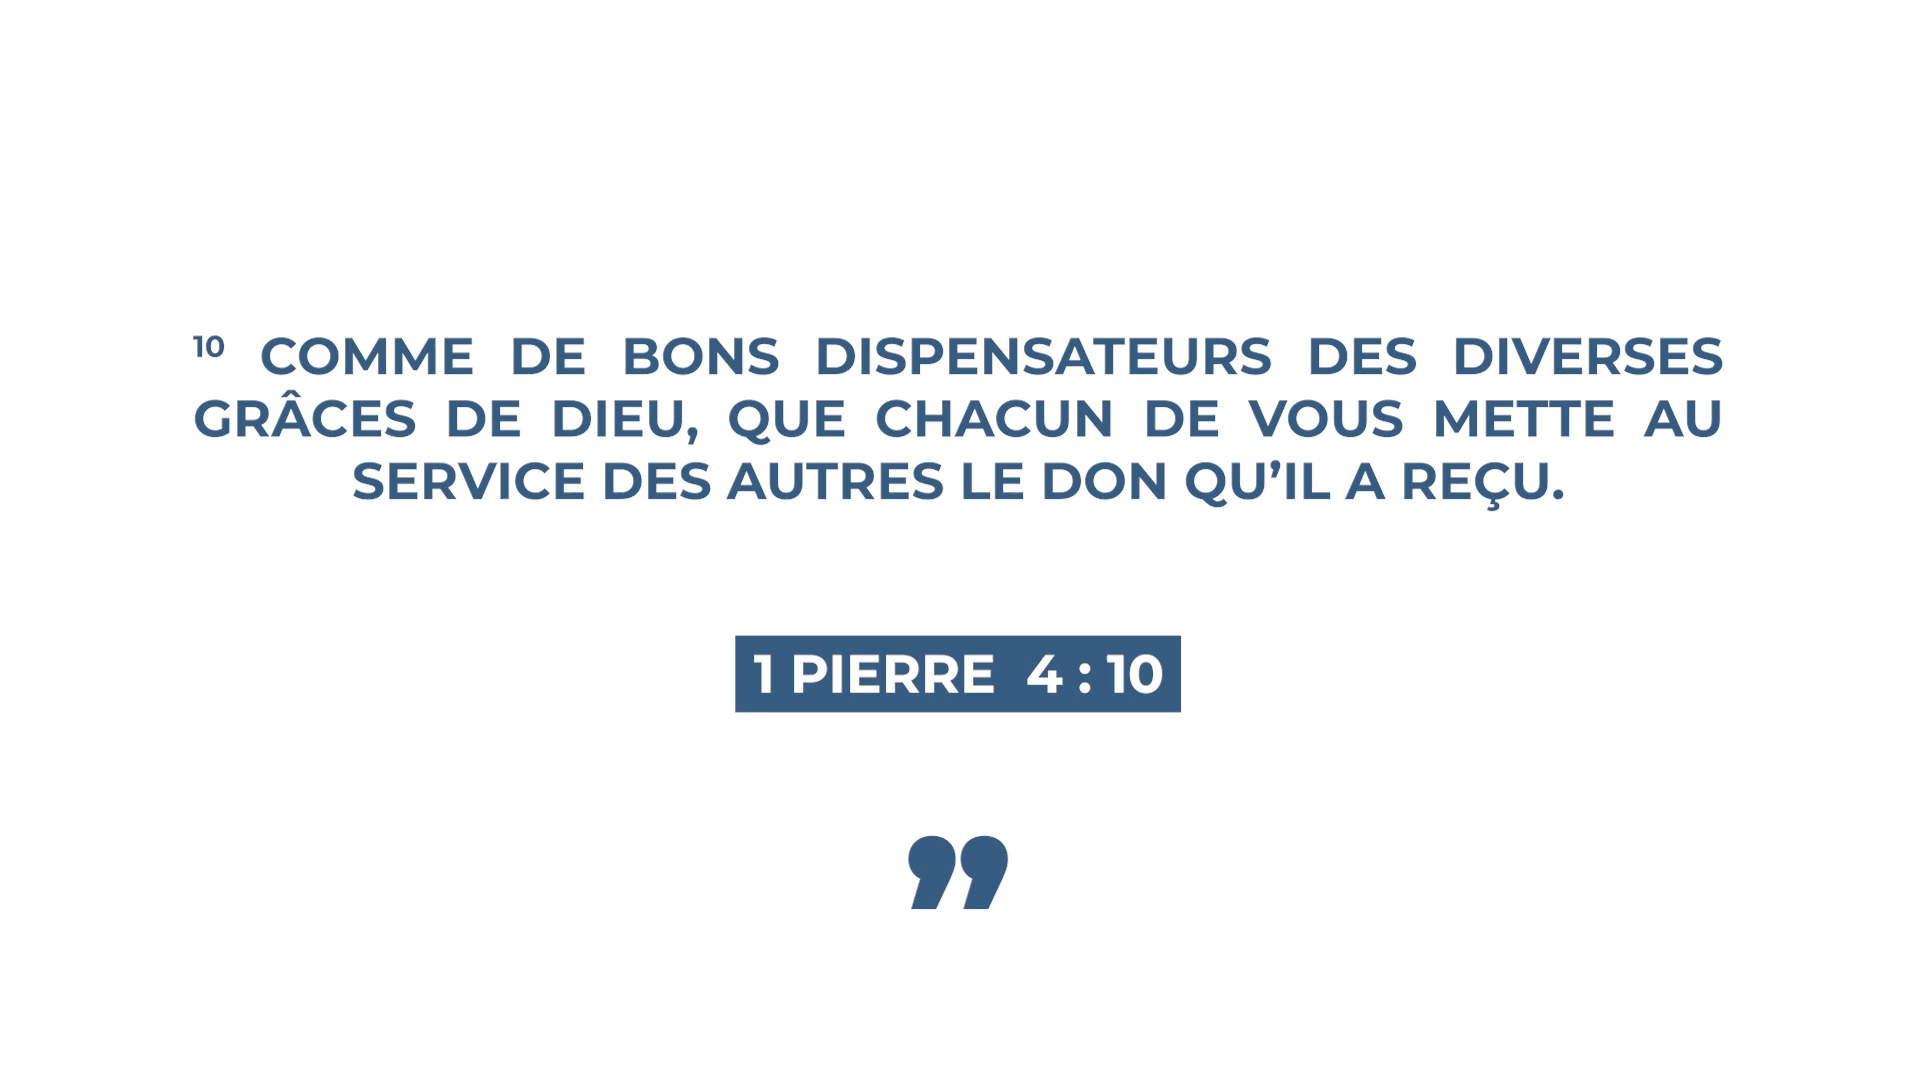 ¹⁰ COMME DE BONS DISPENSATEURS DES DIVERSES
GRÂCES DE DIEU, QUE CHACUN DE VOUS METTE AU
SERVICE DES AUTRES LE DON QU’IL A REÇU.
1 PIERRE 4 : 10
”